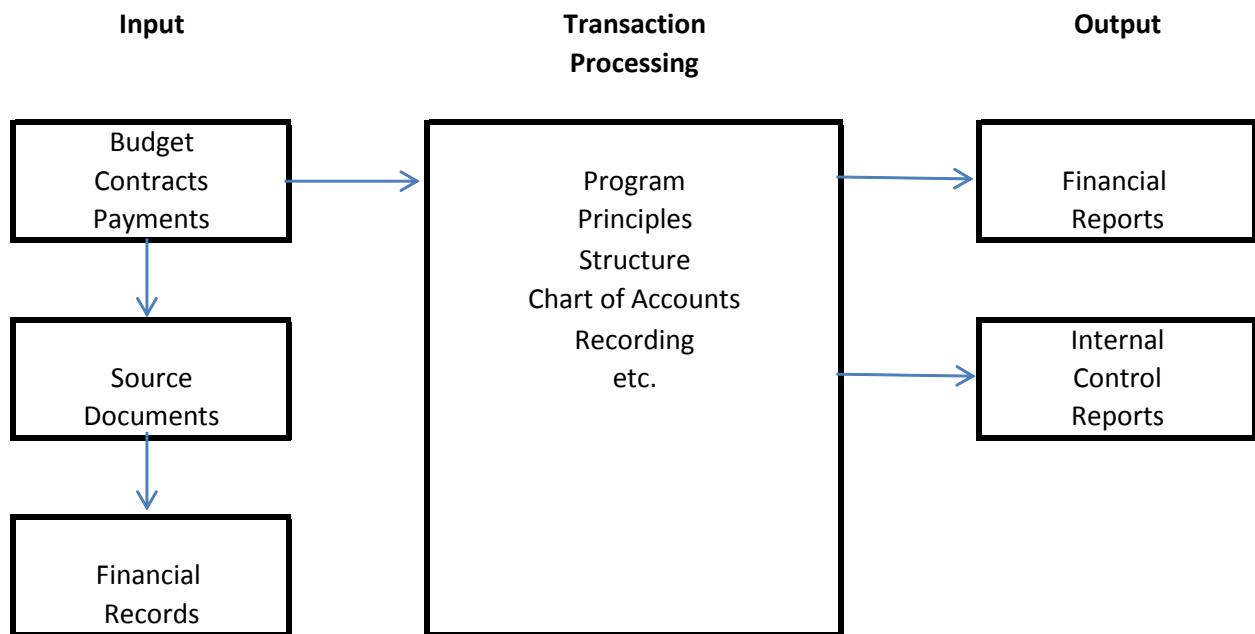 Input
Transaction
Processing
Output
Budget
Contracts
Payments
Source
Documents
Financial
Records
Program
Principles
Structure
Chart of Accounts
Recording
etc.
Financial
Reports
Internal
Control
Reports